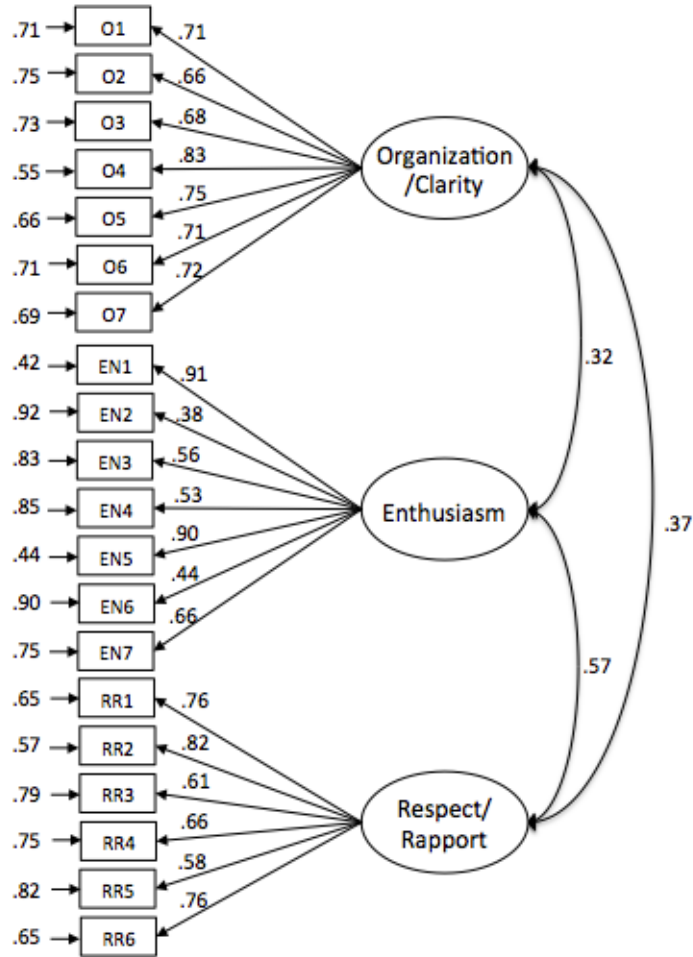 .71 O1 .71
.75 O2 .66
.73 O3 .68
.55 O4 .83
.66 O5 .75
.71 O6 .71
.69 O7 .72
Organization
/Clarity
.42 EN1 .91
.92 EN2 .38
.83 EN3 .56
.85 EN4 .53
.44 EN5 .90
.90 EN6 .44
.75 EN7 .66
Enthusiasm
.32
.37
.57
.65 RR1 .76
.57 RR2 .82
.79 RR3 .61
.75 RR4 .66
.82 RR5 .58
.65 RR6 .76
Respect/
Rapport